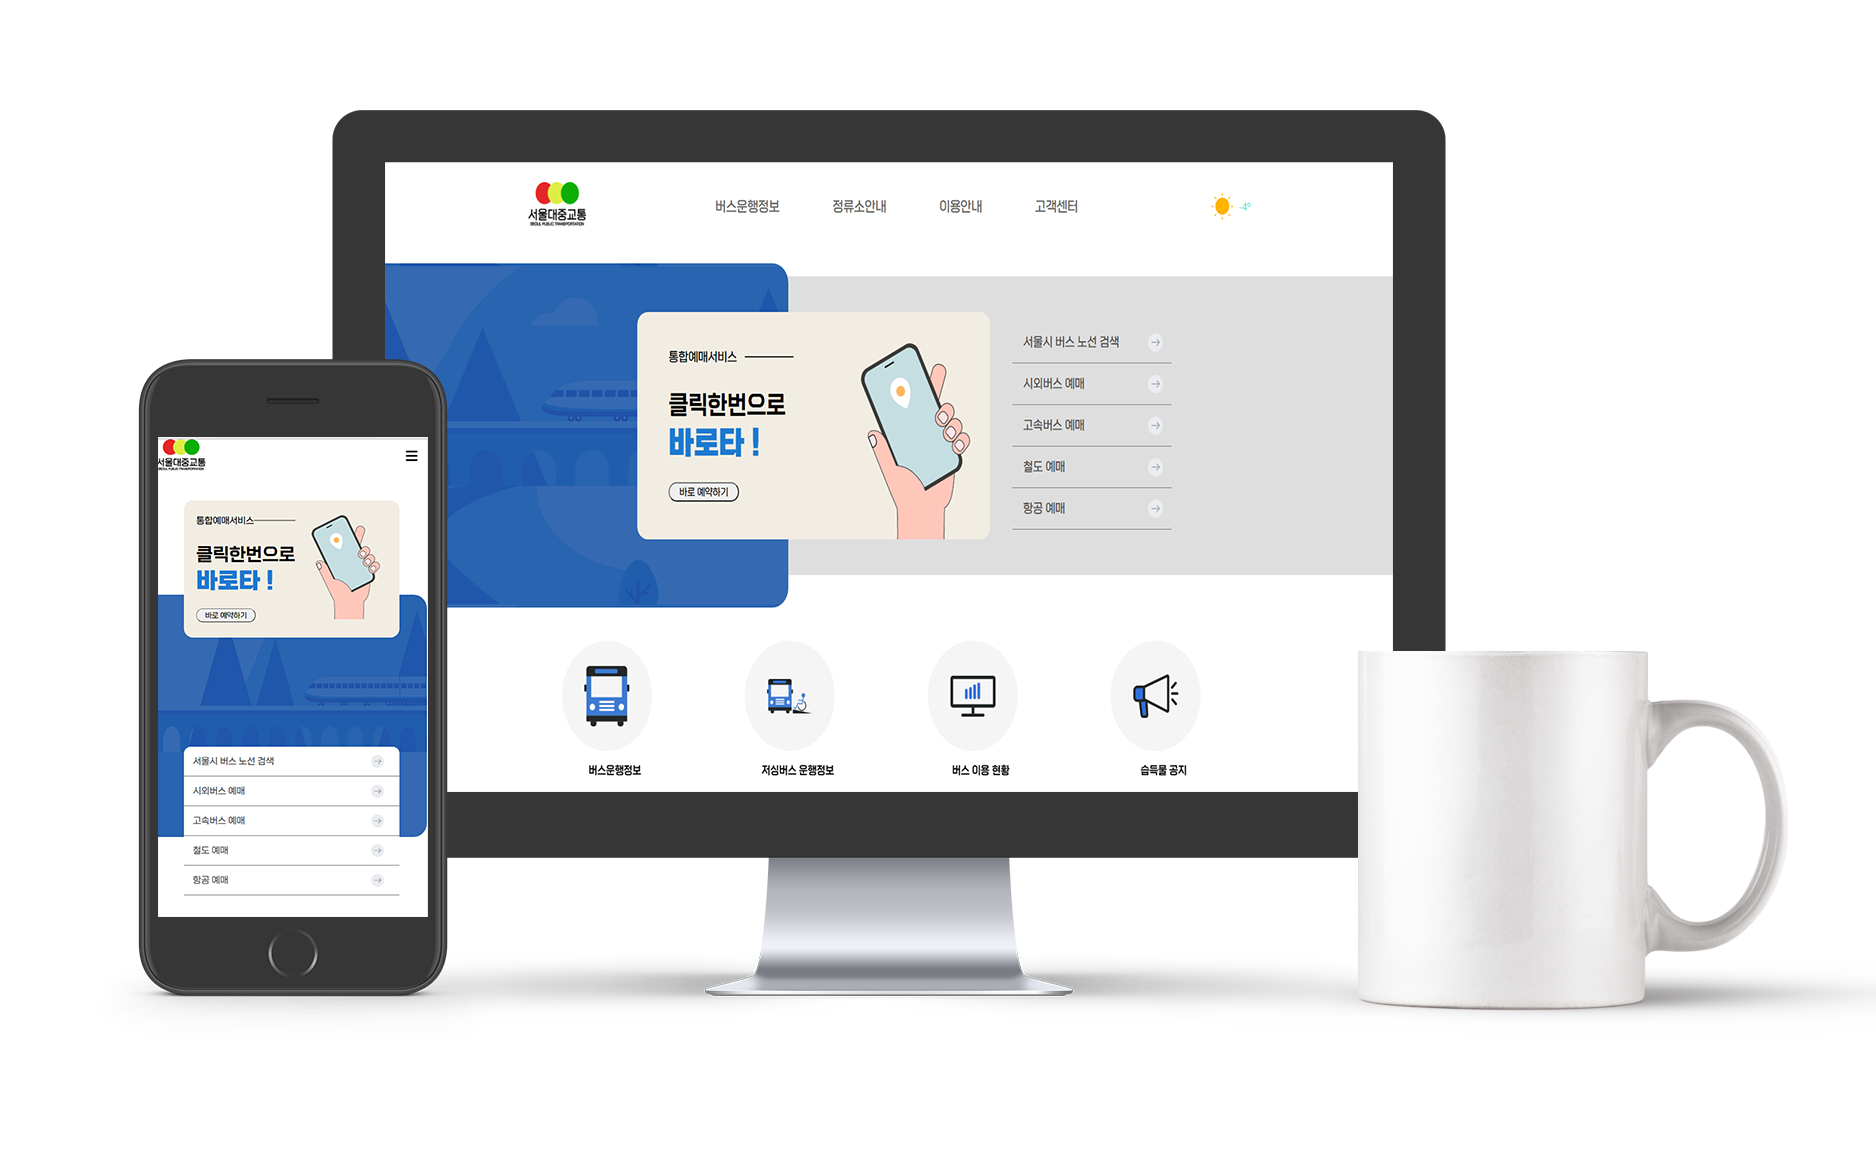 서울대중교통
SEOUL PUBLIC TRANSPORTATION
버스운행정보
정류소안내
이용안내
고객센터
-4º
통합예매서비스
클릭한번으로
바로타 !
바로 예약하기
서울시 버스 노선 검색
시외버스 예매
고속버스 예매
철도 예매
항공 예매
버스운행정보
저싱버스 운행정보
버스 이용 현황
습득물 공지
서울대중교통
SEOUL PUBLIC TRANSPORTATION
통합예매서비스
클릭한번으로
바로타 !
바로 예약하기
서울시 버스 노선 검색
시외버스 예매
고속버스 예매
철도 예매
항공 예매